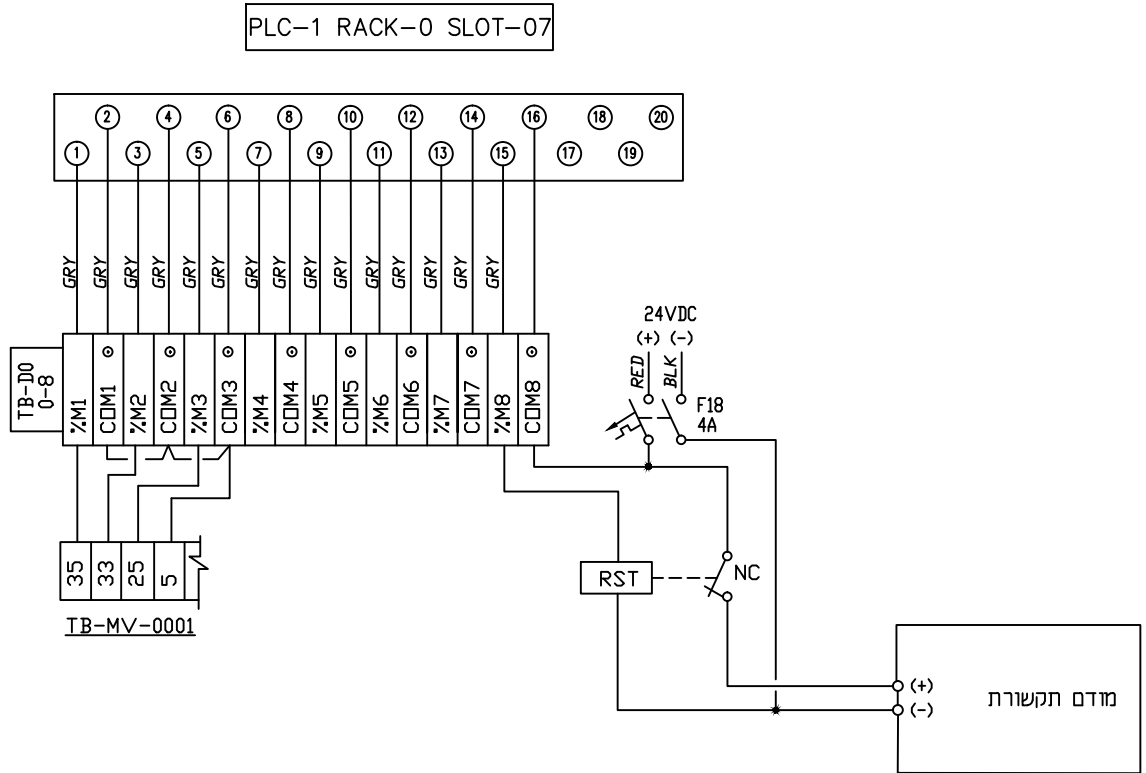 PLC-1 RACK-0 SLOT-07
2 4 6 8 10 12 14 16 18 20
1 3 5 7 9 11 13 15 17 19
GRY GRY GRY GRY GRY GRY GRY GRY GRY GRY GRY GRY GRY GRY GRY
24VDC
(+) (-)
RED BLK
F18
4A
TB-DO
0-8
%M1 COM1 %M2 COM2 %M3 COM3 %M4 COM4 %M5 COM5 %M6 COM6 %M7 COM7 %M8 COM8
35 33 25 5
TB-MV-0001
RST
NC
(+)
(-)
מודם תקשורת